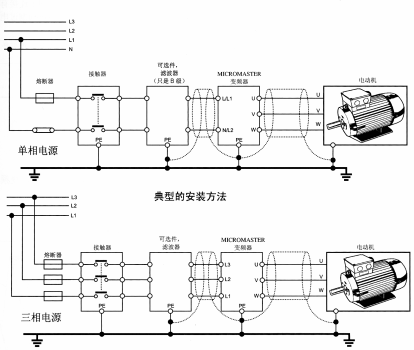 L3
L2
L1
N
熔断器
接触器
可选件,
滤波器
(只是B级)
MICROMASTER
变频器
电动机
L/L1
N/L2
U
V
W
U
V
W
PE
PE
PE
单相电源
典型的安装方法
L3
L2
L1
熔断器
接触器
可选件,
滤波器
MICROMASTER
变频器
电动机
L3
L2
L1
U
V
W
U
V
W
PE
PE
PE
三相电源